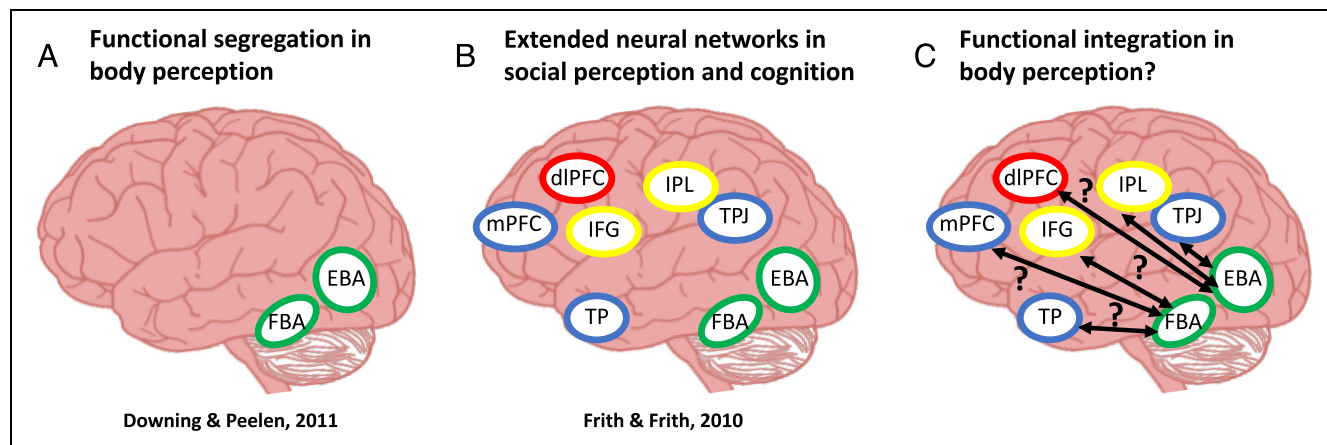 A
Functional segregation in
body perception
EBA
FBA
Downing & Peelen, 2011
B
Extended neural networks in
social perception and cognition
dlPFC
IPL
mPFC
IFG
TPJ
EBA
TP
FBA
Frith & Frith, 2010
C
Functional integration in
body perception?
dlPFC
?
IPL
mPFC
IFG
TPJ
?
?
EBA
TP
?
FBA